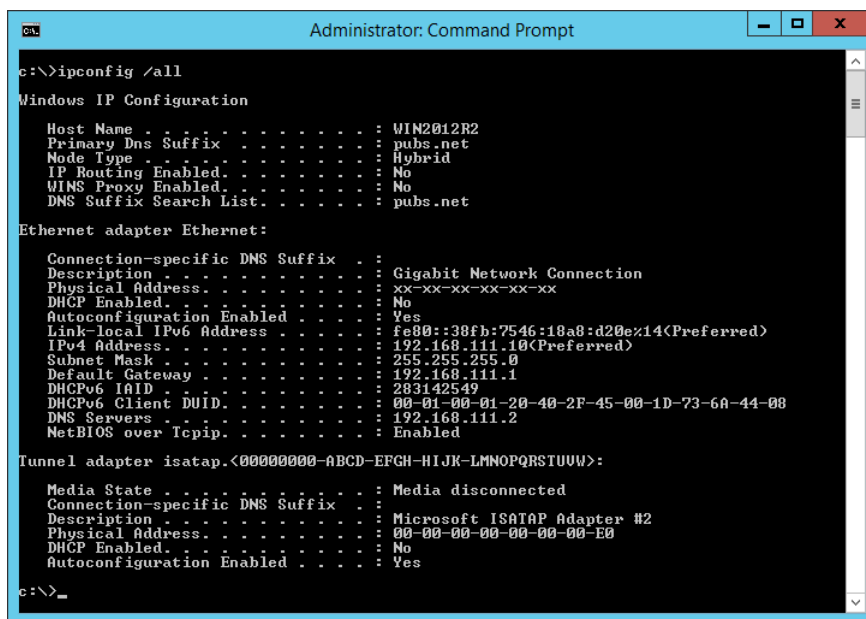 Administrator: Command Prompt
c:\>ipconfig /all
Windows IP Configuration
Host Name . . . . . . . . . . . . : WIN2012R2
Primary Dns Suffix  . . . . . . . : pubs.net
Node Type . . . . . . . . . . . . : Hybrid
IP Routing Enabled. . . . . . . . : No
WINS Proxy Enabled. . . . . . . . : No
DNS Suffix Search List. . . . . . : pubs.net
Ethernet adapter Ethernet:
Connection-specific DNS Suffix  . :
Description . . . . . . . . . . . : Gigabit Network Connection
Physical Address. . . . . . . . . : xx-xx-xx-xx-xx-xx
DHCP Enabled. . . . . . . . . . . : No
Autoconfiguration Enabled . . . . : Yes
Link-local IPv6 Address . . . . . : fe80::38fb:7546:18a8:d20e%14(Preferred)
IPv4 Address. . . . . . . . . . . : 192.168.111.10(Preferred)
Subnet Mask . . . . . . . . . . . : 255.255.255.0
Default Gateway . . . . . . . . . : 192.168.111.1
DHCPv6 IAID . . . . . . . . . . . : 283142549
DHCPv6 Client DUID. . . . . . . . : 00-01-00-01-20-40-2F-45-00-1D-73-6A-44-08
DNS Servers . . . . . . . . . . . : 192.168.111.2
NetBIOS over Tcpip. . . . . . . . : Enabled
Tunnel adapter isatap.<00000000-ABCD-EFGH-HIJK-LMNOPQRSTUVW>:
Media State . . . . . . . . . . . : Media disconnected
Connection-specific DNS Suffix  . :
Description . . . . . . . . . . . : Microsoft ISATAP Adapter #2
Physical Address. . . . . . . . . : 00-00-00-00-00-00-00-E0
DHCP Enabled. . . . . . . . . . . : No
Autoconfiguration Enabled . . . . : Yes
c:\>_